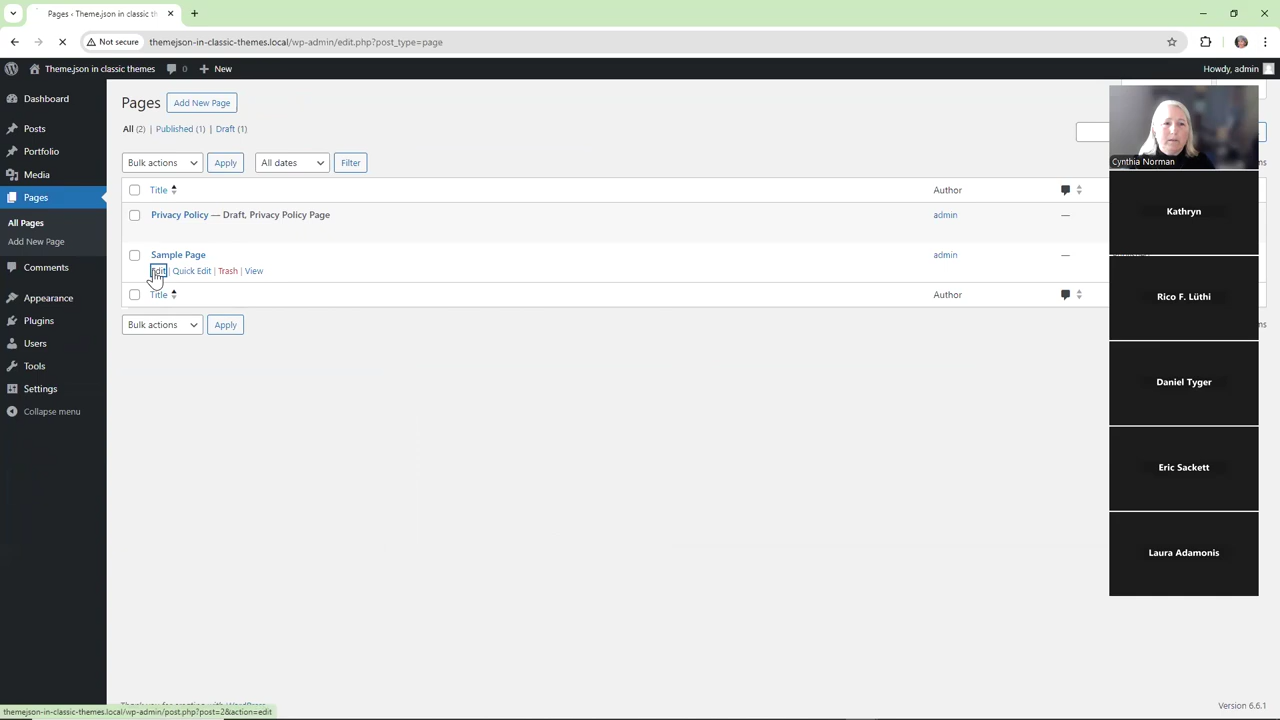 Pages ‹ Theme.json in classic th
Not secure themejson-in-classic-themes.local/wp-admin/edit.php?post_type=page
Theme.json in classic themes 0 New Howdy, admin
Dashboard
Posts
Portfolio
Media
Pages
All Pages
Add New Page
Comments
Appearance
Plugins
Users
Tools
Settings
Collapse menu
Pages Add New Page
All (2) | Published (1) | Draft (1)
Bulk actions Apply All dates Filter
Title Author
Privacy Policy — Draft, Privacy Policy Page admin —
Sample Page admin —
Edit | Quick Edit | Trash | View
Title Author
Bulk actions Apply
Cynthia Norman
Kathryn
Rico F. Lüthi
Daniel Tyger
Eric Sackett
Laura Adamonis
themejson-in-classic-themes.local/wp-admin/post.php?post=2&action=edit
Version 6.6.1